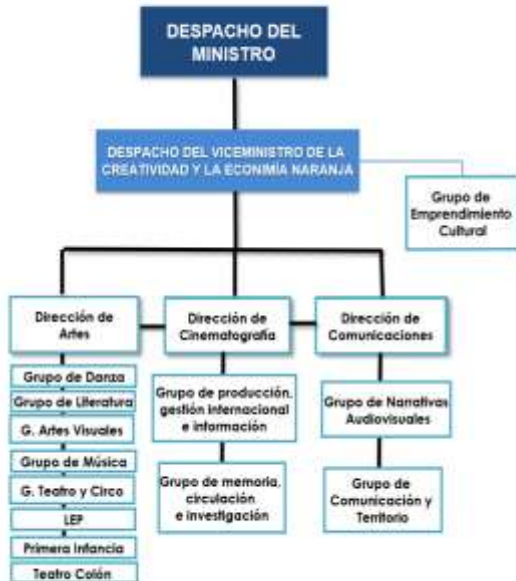 DESPACHO DEL
MINISTRO
DESPACHO DEL VICEMINISTRO DE LA
CREATIVIDAD Y LA ECONIMÍA NARANJA
Grupo de
Emprendimiento
Cultural
Dirección de
Artes
Grupo de Danza
Grupo de Literatura
G. Artes Visuales
Grupo de Música
G. Teatro y Circo
LEP
Primera Infancia
Teatro Colón
Dirección de
Cinematografía
Grupo de producción,
gestión internacional
e información
Grupo de memoria,
circulación
e investigación
Dirección de
Comunicaciones
Grupo de Narrativas
Audiovisuales
Grupo de
Comunicación y
Territorio